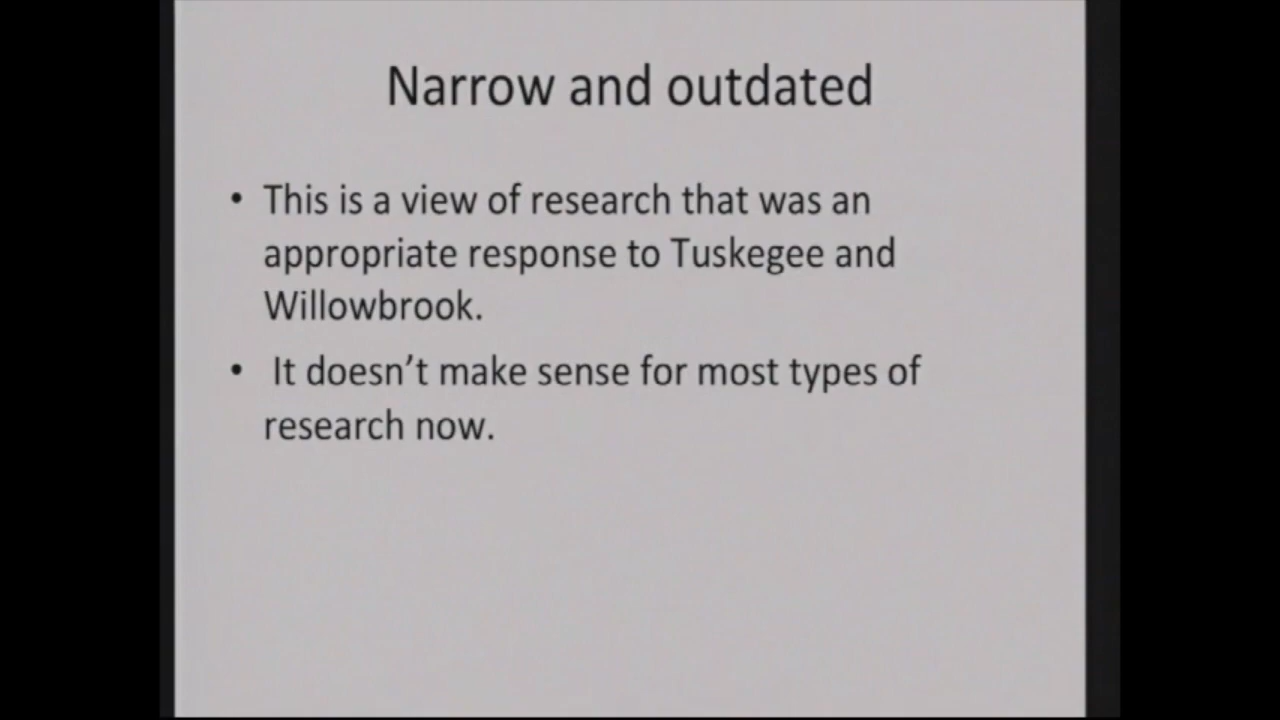 Narrow and outdated
• This is a view of research that was an
appropriate response to Tuskegee and
Willowbrook.
• It doesn't make sense for most types of
research now.